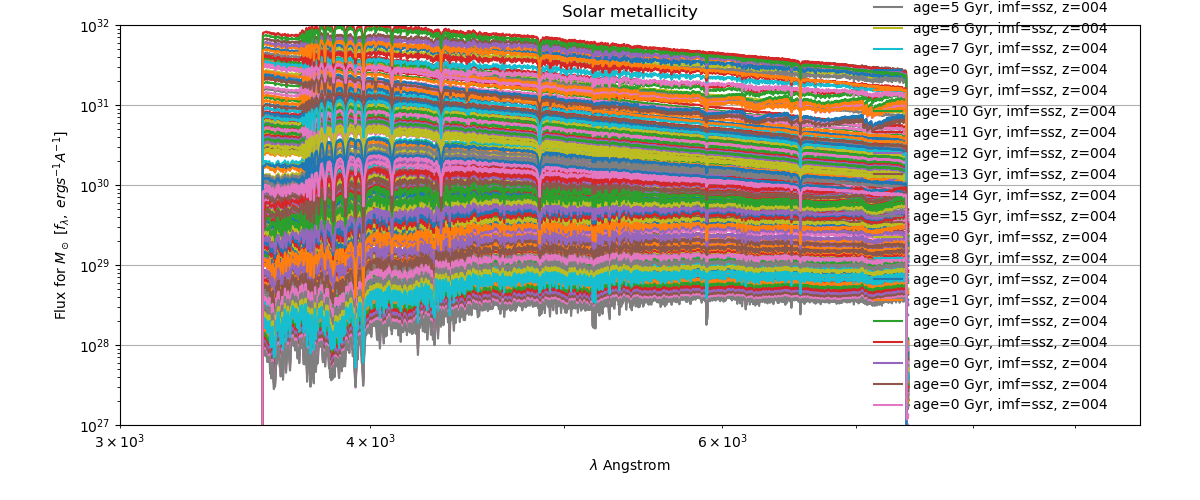 Solar metallicity
age=5 Gyr, imf=ssz, z=004
age=6 Gyr, imf=ssz, z=004
age=7 Gyr, imf=ssz, z=004
age=0 Gyr, imf=ssz, z=004
age=9 Gyr, imf=ssz, z=004
age=10 Gyr, imf=ssz, z=004
age=11 Gyr, imf=ssz, z=004
age=12 Gyr, imf=ssz, z=004
age=13 Gyr, imf=ssz, z=004
age=14 Gyr, imf=ssz, z=004
age=15 Gyr, imf=ssz, z=004
age=0 Gyr, imf=ssz, z=004
age=8 Gyr, imf=ssz, z=004
age=0 Gyr, imf=ssz, z=004
age=1 Gyr, imf=ssz, z=004
age=0 Gyr, imf=ssz, z=004
age=0 Gyr, imf=ssz, z=004
age=0 Gyr, imf=ssz, z=004
age=0 Gyr, imf=ssz, z=004
age=0 Gyr, imf=ssz, z=004
10³²
10³¹
10³⁰
10²⁹
10²⁸
10²⁷
Flux for M⊙ [fλ, ergs⁻¹A⁻¹]
3 × 10³ 4 × 10³ 6 × 10³
λ Angstrom